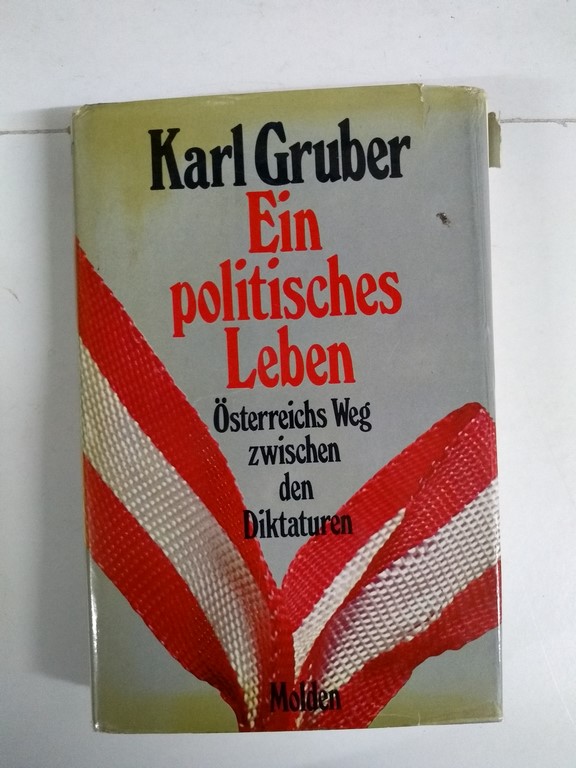 Karl Gruber
Ein
politisches
Leben
Österreichs Weg
zwischen
den
Diktaturen
Molden